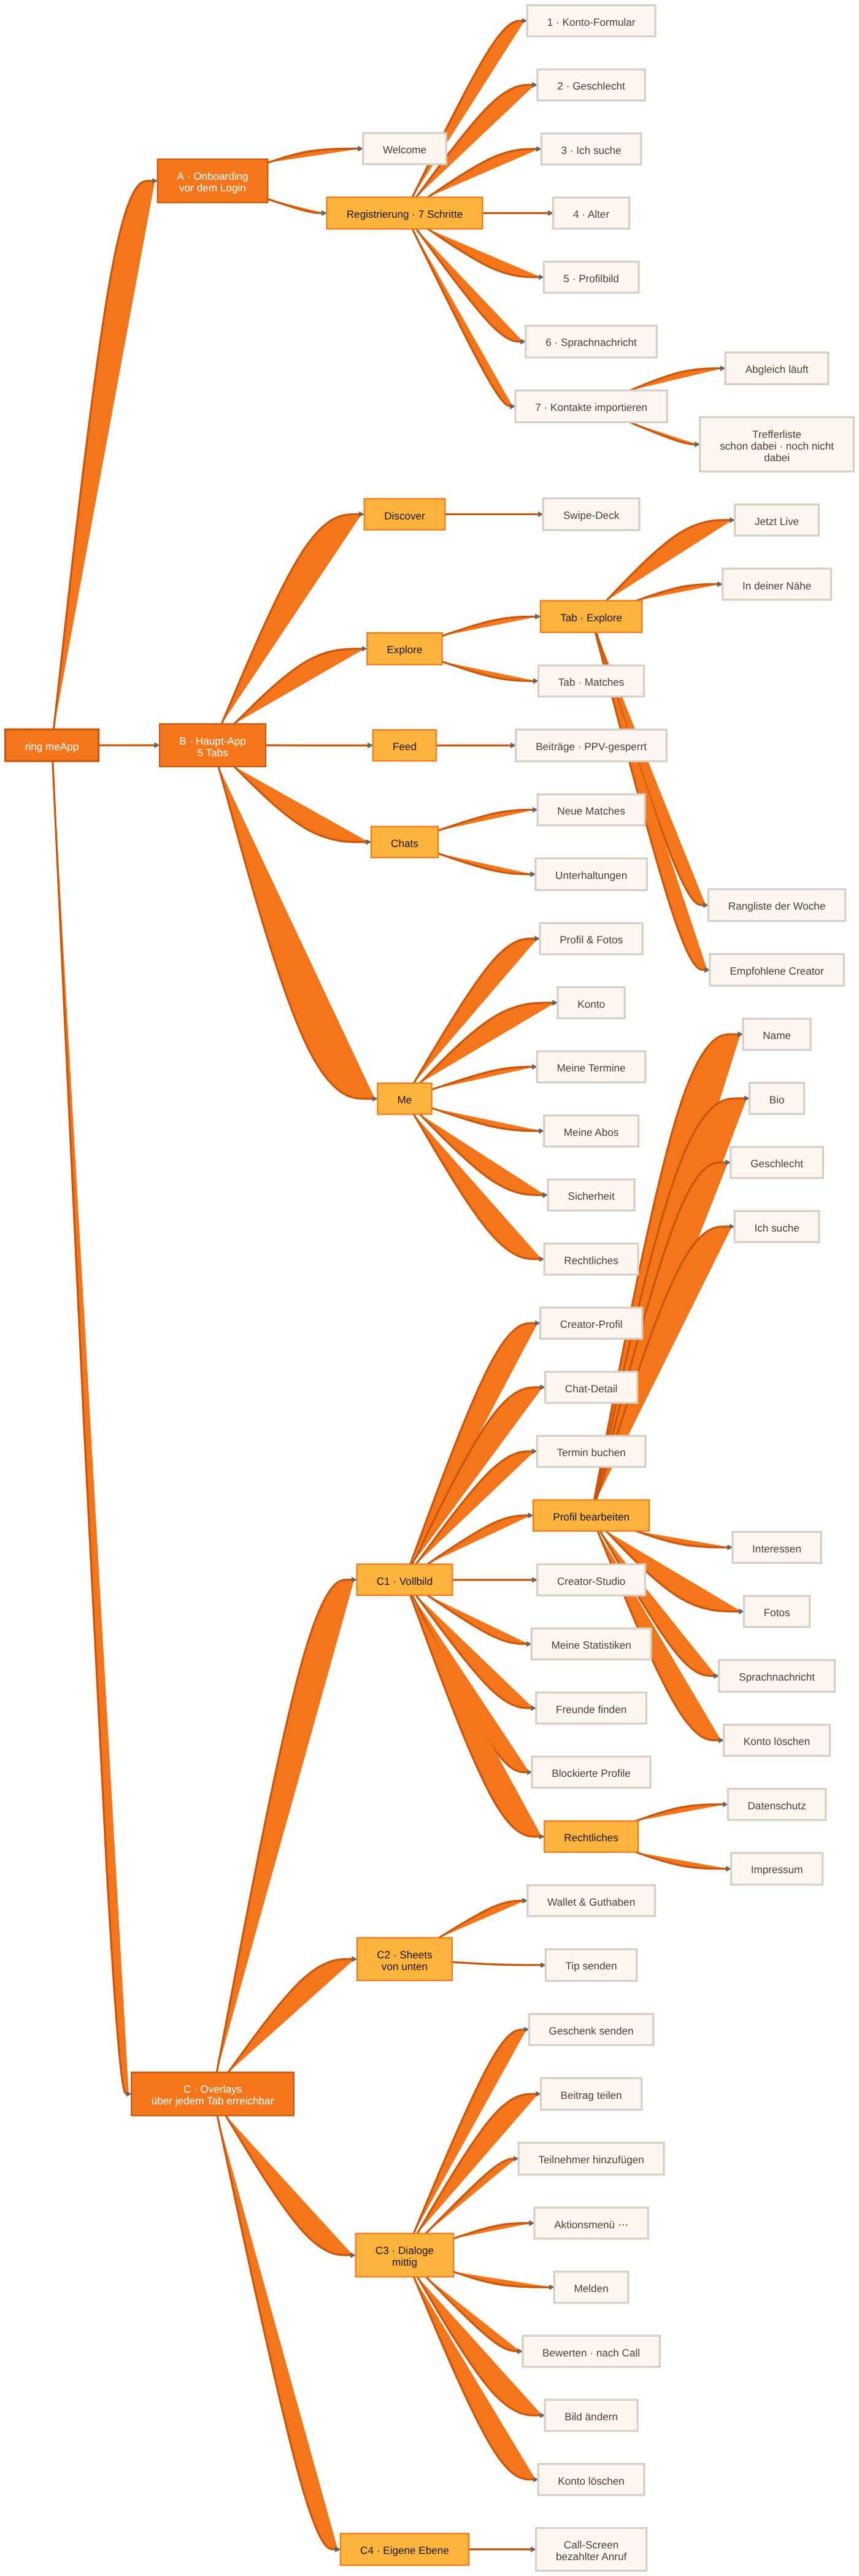 ring meApp
A · Onboarding
vor dem Login
Welcome
Registrierung · 7 Schritte
1 · Konto-Formular
2 · Geschlecht
3 · Ich suche
4 · Alter
5 · Profilbild
6 · Sprachnachricht
7 · Kontakte importieren
Abgleich läuft
Trefferliste
schon dabei · noch nicht
dabei
B · Haupt-App
5 Tabs
Discover
Swipe-Deck
Explore
Tab · Explore
Jetzt Live
In deiner Nähe
Rangliste der Woche
Empfohlene Creator
Tab · Matches
Feed
Beiträge · PPV-gesperrt
Chats
Neue Matches
Unterhaltungen
Me
Profil & Fotos
Konto
Meine Termine
Meine Abos
Sicherheit
Rechtliches
C · Overlays
über jedem Tab erreichbar
C1 · Vollbild
Creator-Profil
Chat-Detail
Termin buchen
Profil bearbeiten
Name
Bio
Geschlecht
Ich suche
Interessen
Fotos
Sprachnachricht
Konto löschen
Creator-Studio
Meine Statistiken
Freunde finden
Blockierte Profile
Rechtliches
Datenschutz
Impressum
C2 · Sheets
von unten
Wallet & Guthaben
Tip senden
C3 · Dialoge
mittig
Geschenk senden
Beitrag teilen
Teilnehmer hinzufügen
Aktionsmenü ⋯
Melden
Bewerten · nach Call
Bild ändern
Konto löschen
C4 · Eigene Ebene
Call-Screen
bezahlter Anruf